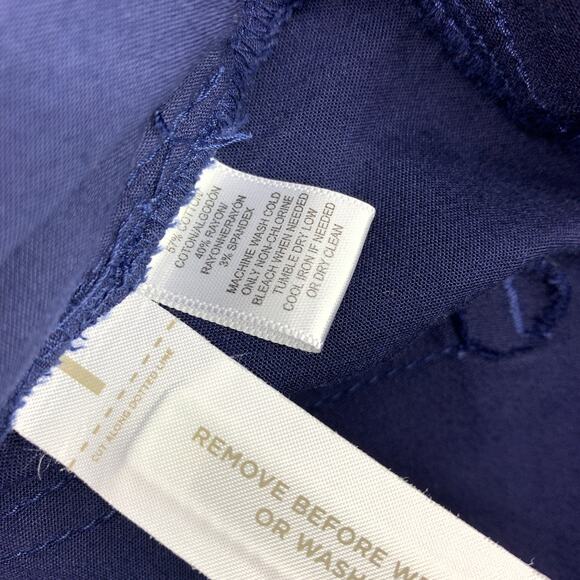 57% COTTON
COTON/ALGODON
40% RAYON
RAYONNE/RAYON
3% SPANDEX
MACHINE WASH COLD
ONLY NON-CHLORINE
BLEACH WHEN NEEDED
TUMBLE DRY LOW
COOL IRON IF NEEDED
OR DRY CLEAN
CUT ALONG DOTTED LINE
REMOVE BEFORE
OR WASH